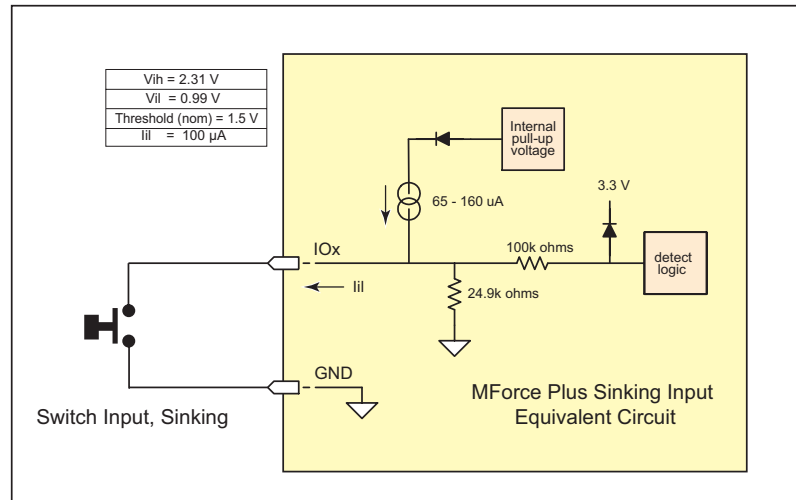 Vih = 2.31 V
Vil = 0.99 V
Threshold (nom) = 1.5 V
Iil = 100 µA
Internal
pull-up
voltage
3.3 V
65 - 160 uA
IOx
100k ohms
detect
logic
Iil
24.9k ohms
GND
Switch Input, Sinking
MForce Plus Sinking Input
Equivalent Circuit